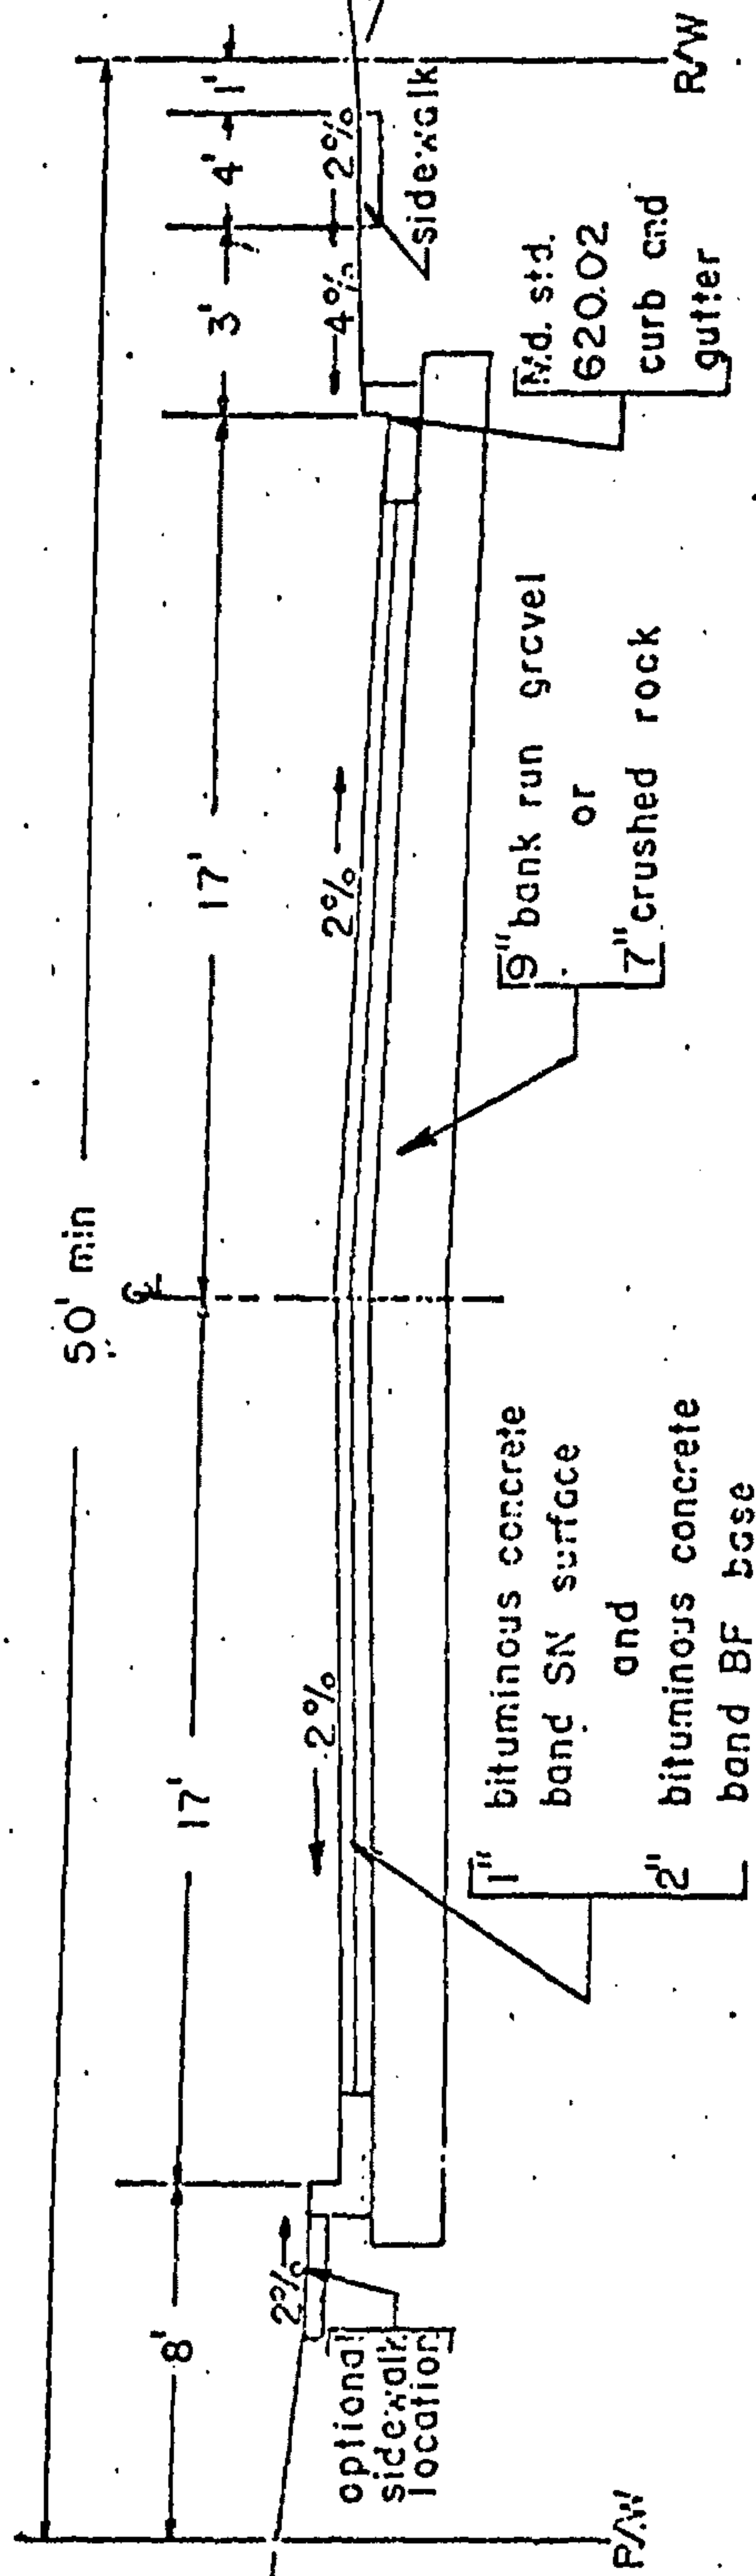 50' min
8'
17'
17'
3'
4'
1'
℄
2%
2%
2%
4%
2%
optional
sidewalk
location
sidewalk
R/W
R/W
1" bituminous concrete
band SN surface
and
2" bituminous concrete
band BF base
9" bank run gravel
or
7" crushed rock
Md. std.
620.02
curb and
gutter